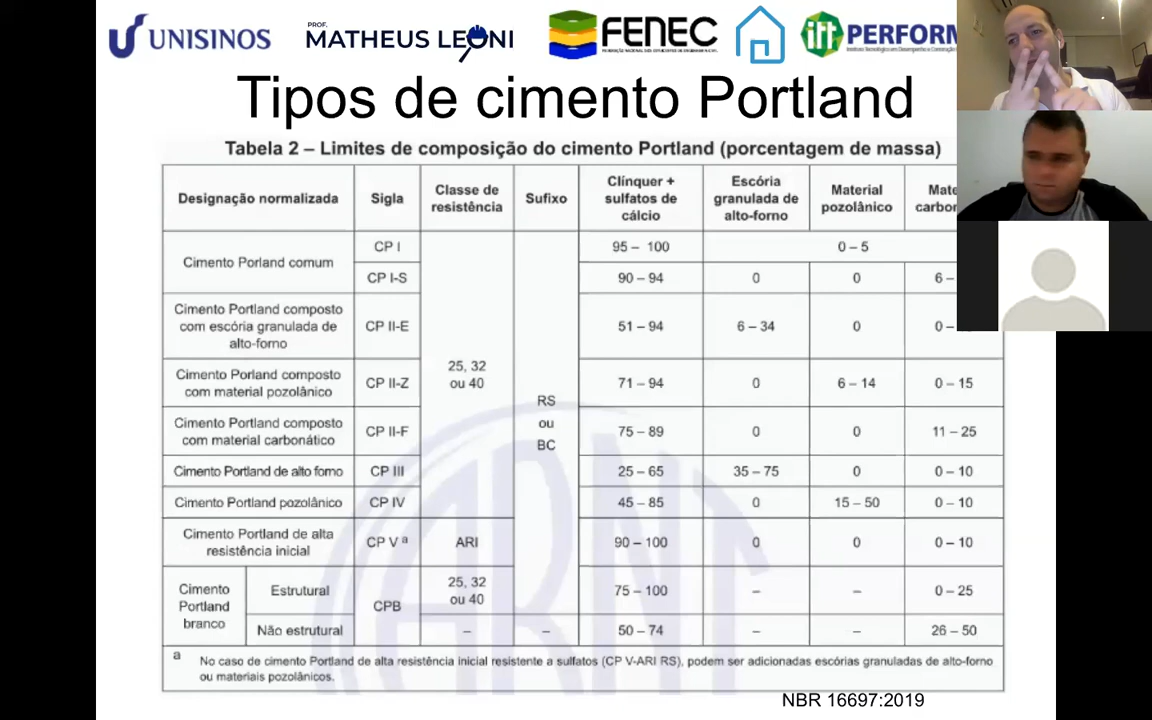 UNISINOS
PROF.
MATHEUS LEONI
FENEC
itt PERFORM
Tipos de cimento Portland
Tabela 2 – Limites de composição do cimento Portland (porcentagem de massa)
Designação normalizada
Sigla
Classe de
resistência
Sufixo
Clínquer +
sulfatos de
cálcio
Escória
granulada de
alto-forno
Material
pozolânico
Cimento Porland comum
CP I
95 – 100
0 – 5
CP I-S
90 – 94
0
0
6 –
Cimento Portland composto
com escória granulada de
alto-forno
CP II-E
51 – 94
6 – 34
0
0 –
Cimento Porland composto
com material pozolânico
CP II-Z
25, 32
ou 40
71 – 94
0
6 – 14
0 – 15
RS
ou
BC
Cimento Portland composto
com material carbonático
CP II-F
75 – 89
0
0
11 – 25
Cimento Portland de alto forno
CP III
25 – 65
35 – 75
0
0 – 10
Cimento Portland pozolânico
CP IV
45 – 85
0
15 – 50
0 – 10
Cimento Portland de alta
resistência inicial
CP V a
ARI
90 – 100
0
0
0 – 10
Cimento
Portland
branco
Estrutural
CPB
25, 32
ou 40
75 – 100
–
–
0 – 25
Não estrutural
–
–
50 – 74
–
–
26 – 50
a No caso de cimento Portland de alta resistência inicial resistente a sulfatos (CP V-ARI RS), podem ser adicionadas escórias granuladas de alto-forno
ou materiais pozolânicos.
NBR 16697:2019